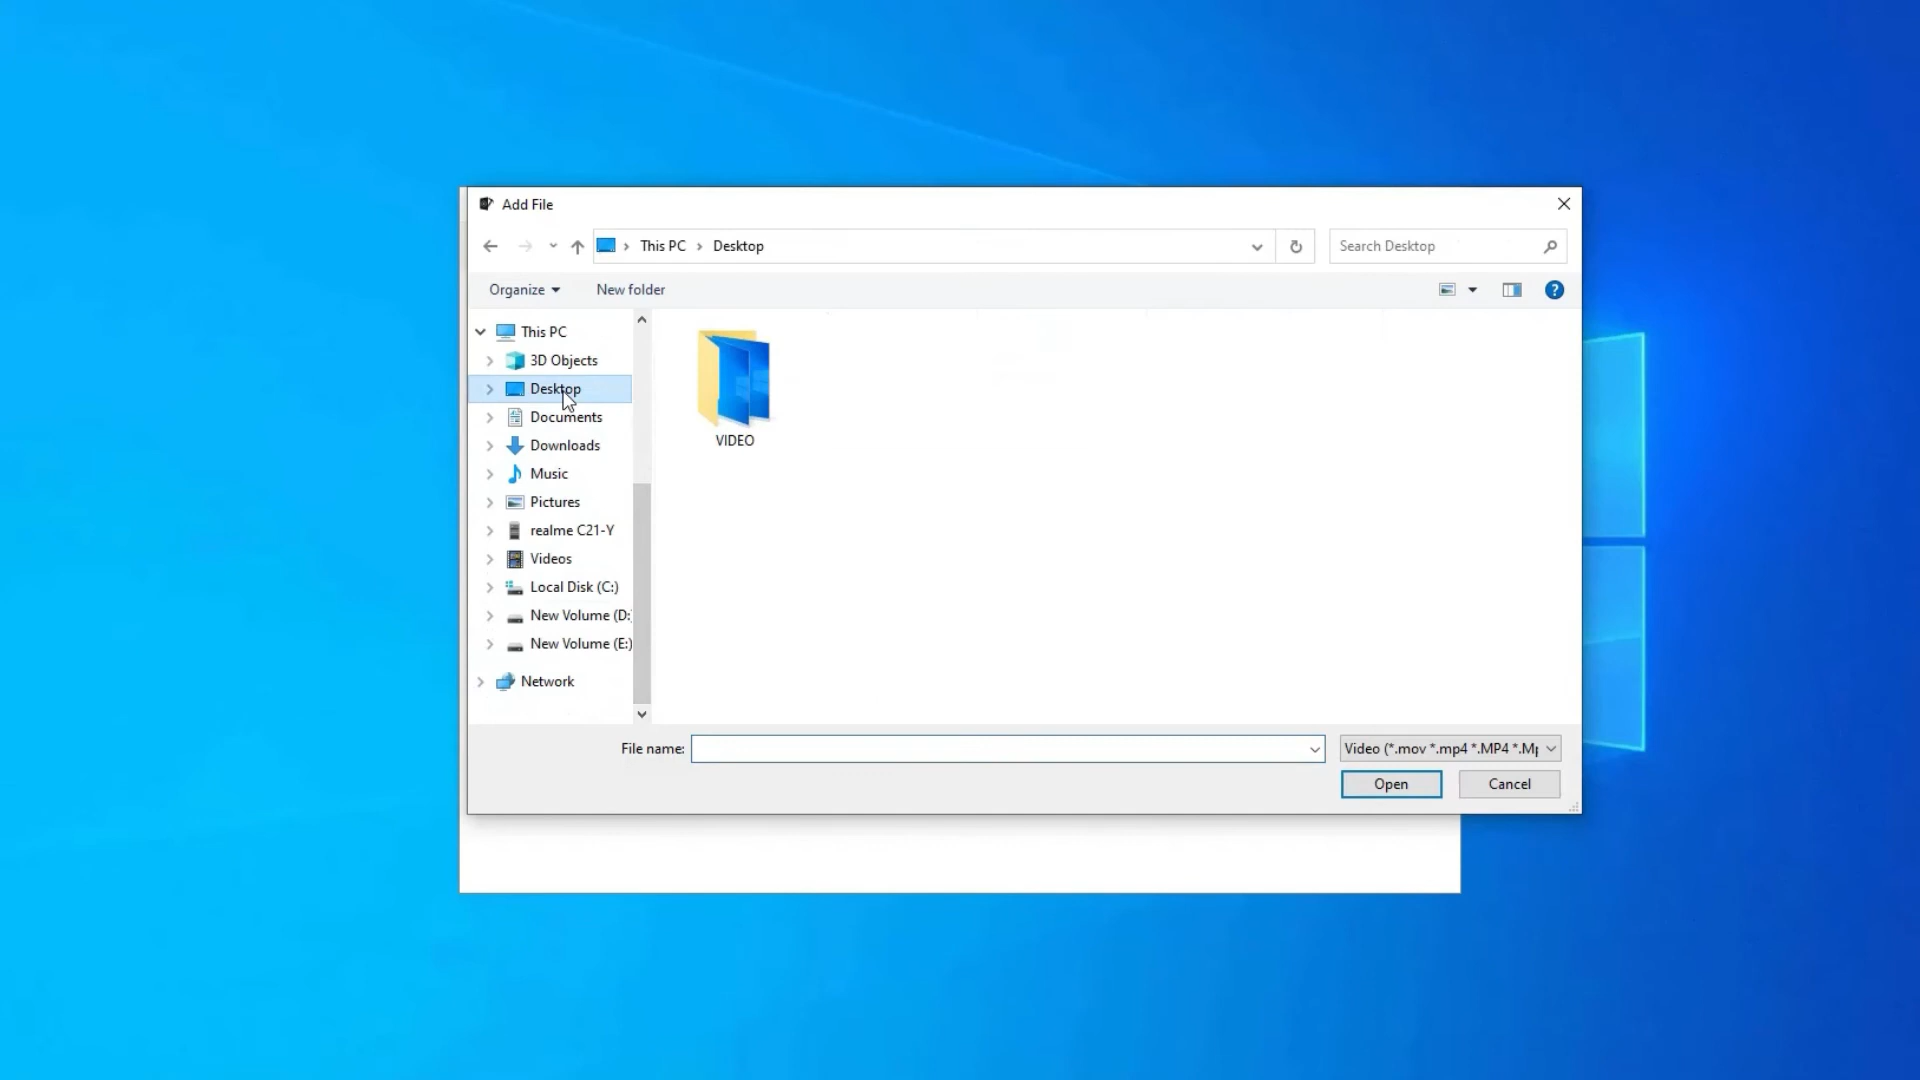 Add File
This PC > Desktop
Search Desktop
Organize
New folder
This PC
3D Objects
Desktop
Documents
Downloads
Music
Pictures
realme C21-Y
Videos
Local Disk (C:)
New Volume (D:
New Volume (E:)
Network
VIDEO
File name:
Video (*.mov *.mp4 *.MP4 *.Mp
Open
Cancel